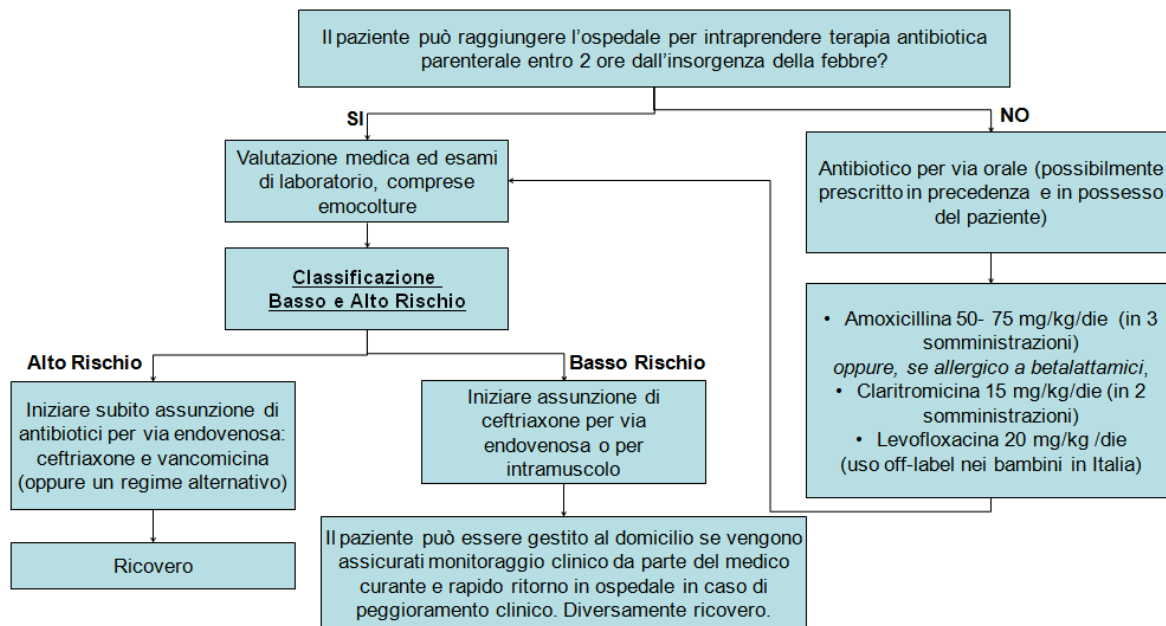 Il paziente può raggiungere l'ospedale per intraprendere terapia antibiotica
parenterale entro 2 ore dall'insorgenza della febbre?
SI
NO
Valutazione medica ed esami
di laboratorio, comprese
emocolture
Antibiotico per via orale (possibilmente
prescritto in precedenza e in possesso
del paziente)
Classificazione
Basso e Alto Rischio
• Amoxicillina 50- 75 mg/kg/die (in 3
somministrazioni)
oppure, se allergico a betalattamici,
• Claritromicina 15 mg/kg/die (in 2
somministrazioni)
• Levofloxacina 20 mg/kg /die
(uso off-label nei bambini in Italia)
Alto Rischio
Basso Rischio
Iniziare subito assunzione di
antibiotici per via endovenosa:
ceftriaxone e vancomicina
(oppure un regime alternativo)
Iniziare assunzione di
ceftriaxone per via
endovenosa o per
intramuscolo
Ricovero
Il paziente può essere gestito al domicilio se vengono
assicurati monitoraggio clinico da parte del medico
curante e rapido ritorno in ospedale in caso di
peggioramento clinico. Diversamente ricovero.